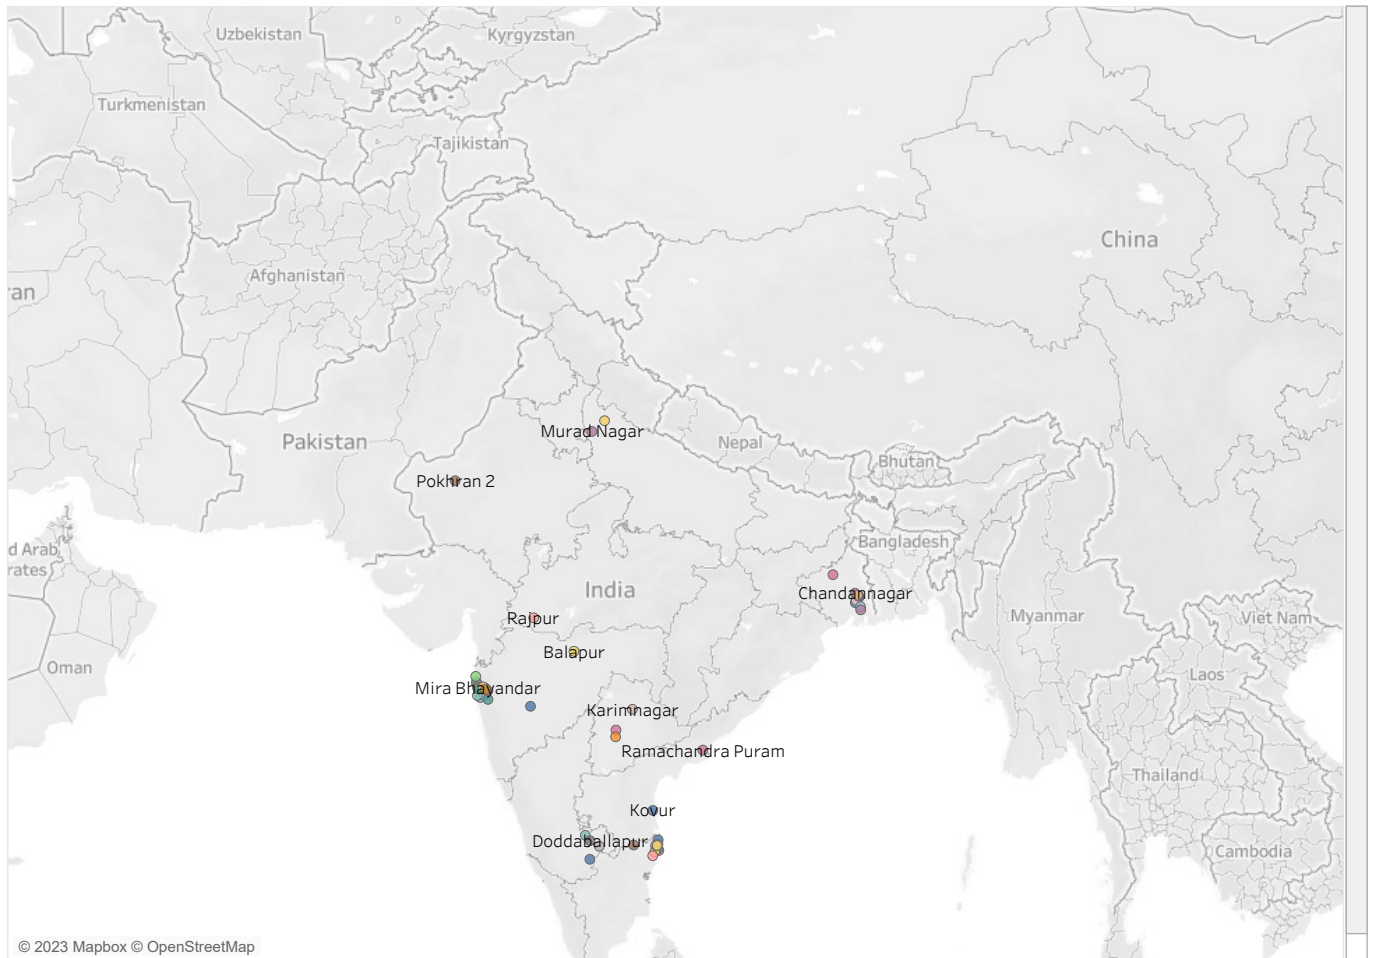 Uzbekistan
Kyrgyzstan
Turkmenistan
Tajikistan
China
Afghanistan
ran
Pakistan
Murad Nagar
Nepal
Bhutan
Pokhran 2
d Arab
rates
Bangladesh
India
Chandannagar
Rajpur
Myanmar
Viet Nam
Balapur
Oman
Laos
Mira Bhayandar
Karimnagar
Ramachandra Puram
Thailand
Kovur
Doddaballapur
Cambodia
© 2023 Mapbox © OpenStreetMap